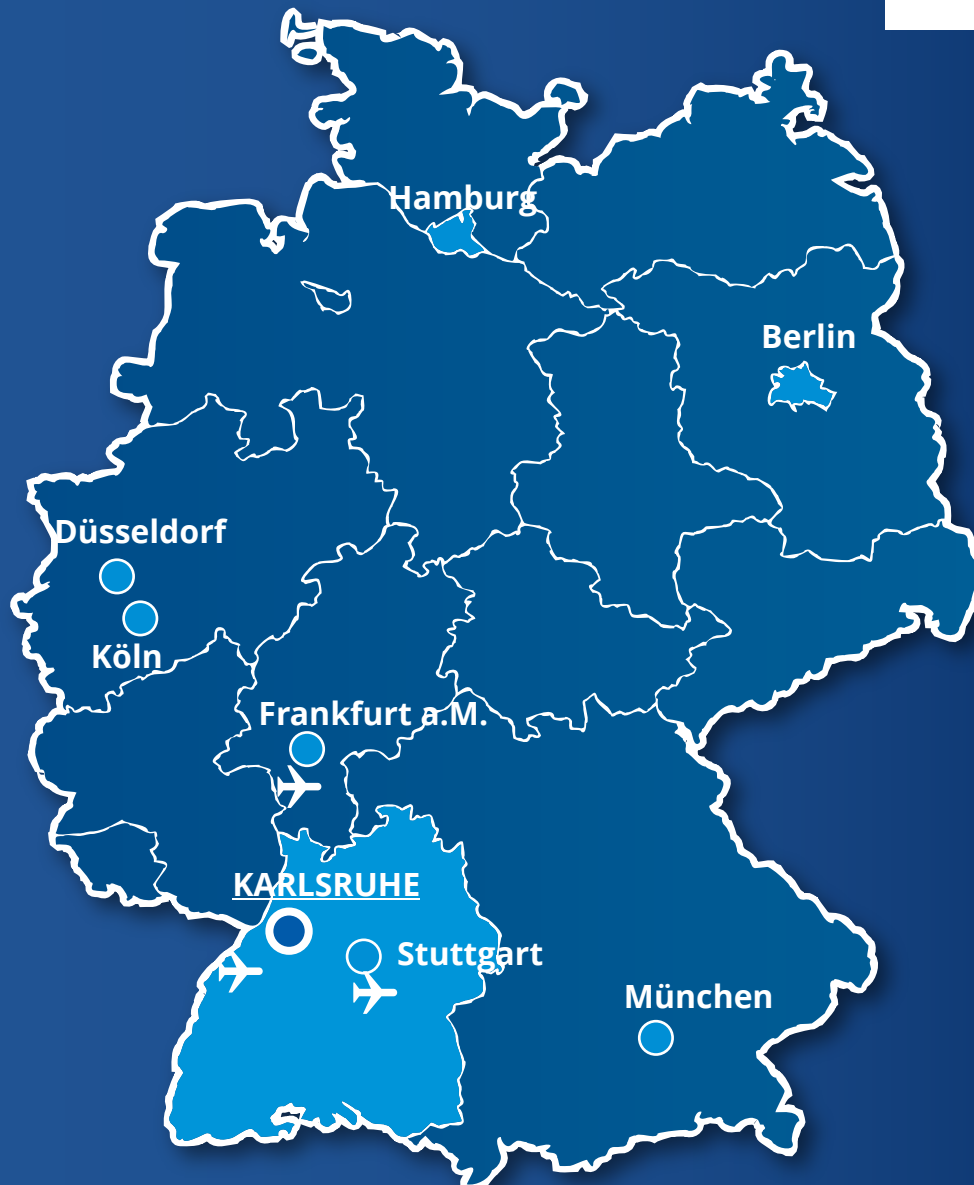 Hamburg
Berlin
Düsseldorf
Köln
Frankfurt a.M.
KARLSRUHE
Stuttgart
München